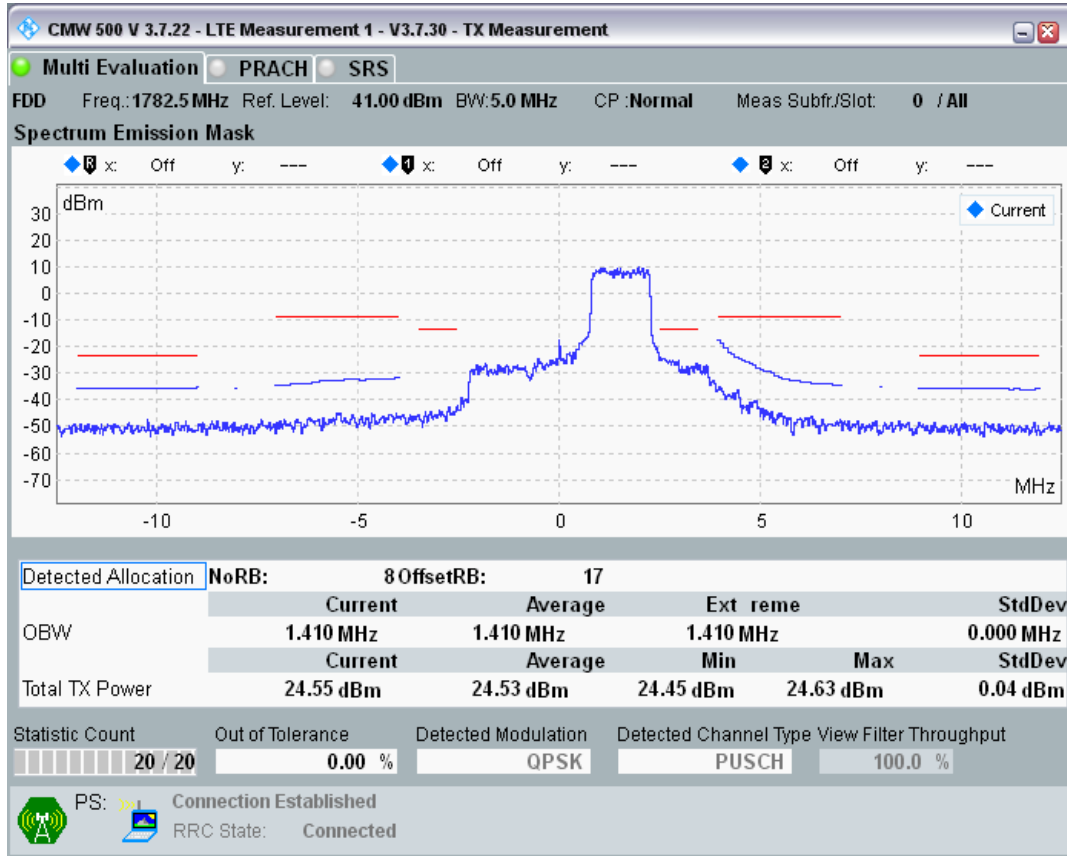 CMW 500 V 3.7.22 - LTE Measurement 1 - V3.7.30 - TX Measurement
Multi Evaluation PRACH SRS
FDD Freq.: 1782.5 MHz Ref. Level: 41.00 dBm BW: 5.0 MHz CP : Normal Meas Subfr./Slot: 0 / All
Spectrum Emission Mask
R x: Off y: --- 1 x: Off y: --- 2 x: Off y: ---
dBm
Current
30
20
10
0
-10
-20
-30
-40
-50
-60
-70
MHz
-10 -5 0 5 10
Detected Allocation NoRB: 8 OffsetRB: 17
Current Average Ext reme StdDev
OBW 1.410 MHz 1.410 MHz 1.410 MHz 0.000 MHz
Current Average Min Max StdDev
Total TX Power 24.55 dBm 24.53 dBm 24.45 dBm 24.63 dBm 0.04 dBm
Statistic Count Out of Tolerance Detected Modulation Detected Channel Type View Filter Throughput
20 / 20 0.00 % QPSK PUSCH 100.0 %
PS: Connection Established
RRC State: Connected